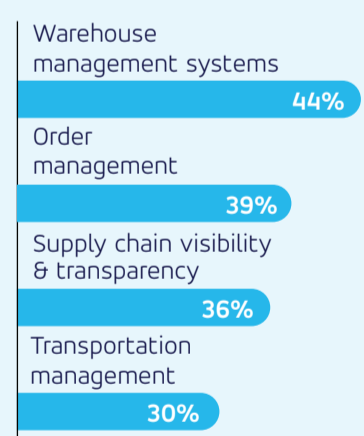 Warehouse
management systems
44%
Order
management
39%
Supply chain visibility
& transparency
36%
Transportation
management
30%